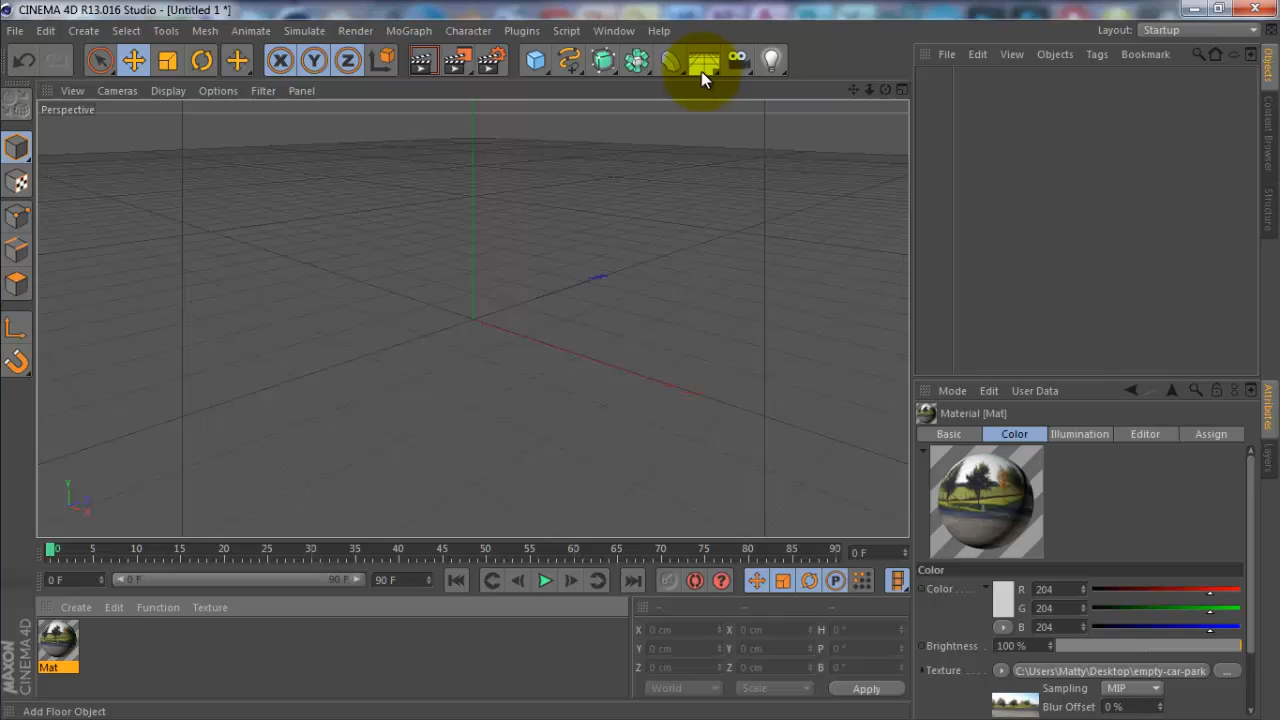 CINEMA 4D R13.016 Studio - [Untitled 1 *]
File Edit Create Select Tools Mesh Animate Simulate Render MoGraph Character Plugins Script Window Help
Layout: Startup
File Edit View Objects Tags Bookmark
X Y Z
View Cameras Display Options Filter Panel
Perspective
Objects
Content Browser
Structure
Y
X
Mode Edit User Data
Attributes
Layers
Material [Mat]
Basic Color Illumination Editor Assign
0 5 10 15 20 25 30 35 40 45 50 55 60 65 70 75 80 85 90 0 F
0 F 0 F 90 F 90 F
P
Color
Color R 204
G 204
B 204
Brightness 100 %
Texture C:\Users\Matty\Desktop\empty-car-park ...
Sampling MIP
Blur Offset 0 %
Create Edit Function Texture
Mat
-- -- --
X 0 cm X 0 cm H 0 °
Y 0 cm Y 0 cm P 0 °
Z 0 cm Z 0 cm B 0 °
World Scale Apply
MAXON
CINEMA 4D
Add Floor Object